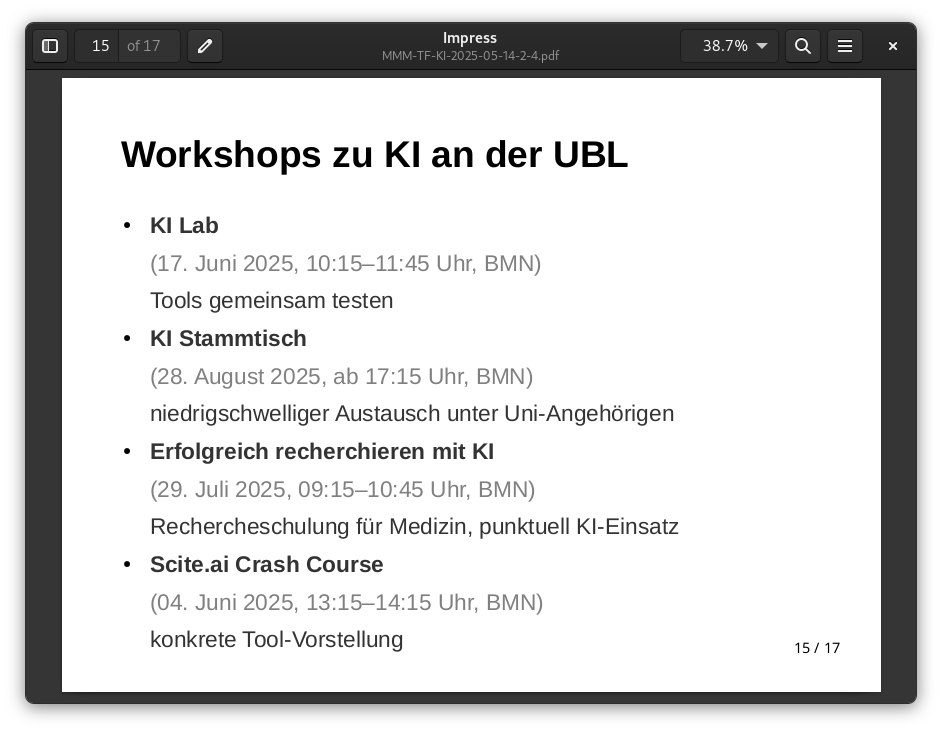 15 of 17
Impress
MMM-TF-KI-2025-05-14-2-4.pdf
38.7%
Workshops zu KI an der UBL
• KI Lab
(17. Juni 2025, 10:15–11:45 Uhr, BMN)
Tools gemeinsam testen
• KI Stammtisch
(28. August 2025, ab 17:15 Uhr, BMN)
niedrigschwelliger Austausch unter Uni-Angehörigen
• Erfolgreich recherchieren mit KI
(29. Juli 2025, 09:15–10:45 Uhr, BMN)
Rechercheschulung für Medizin, punktuell KI-Einsatz
• Scite.ai Crash Course
(04. Juni 2025, 13:15–14:15 Uhr, BMN)
konkrete Tool-Vorstellung
15 / 17